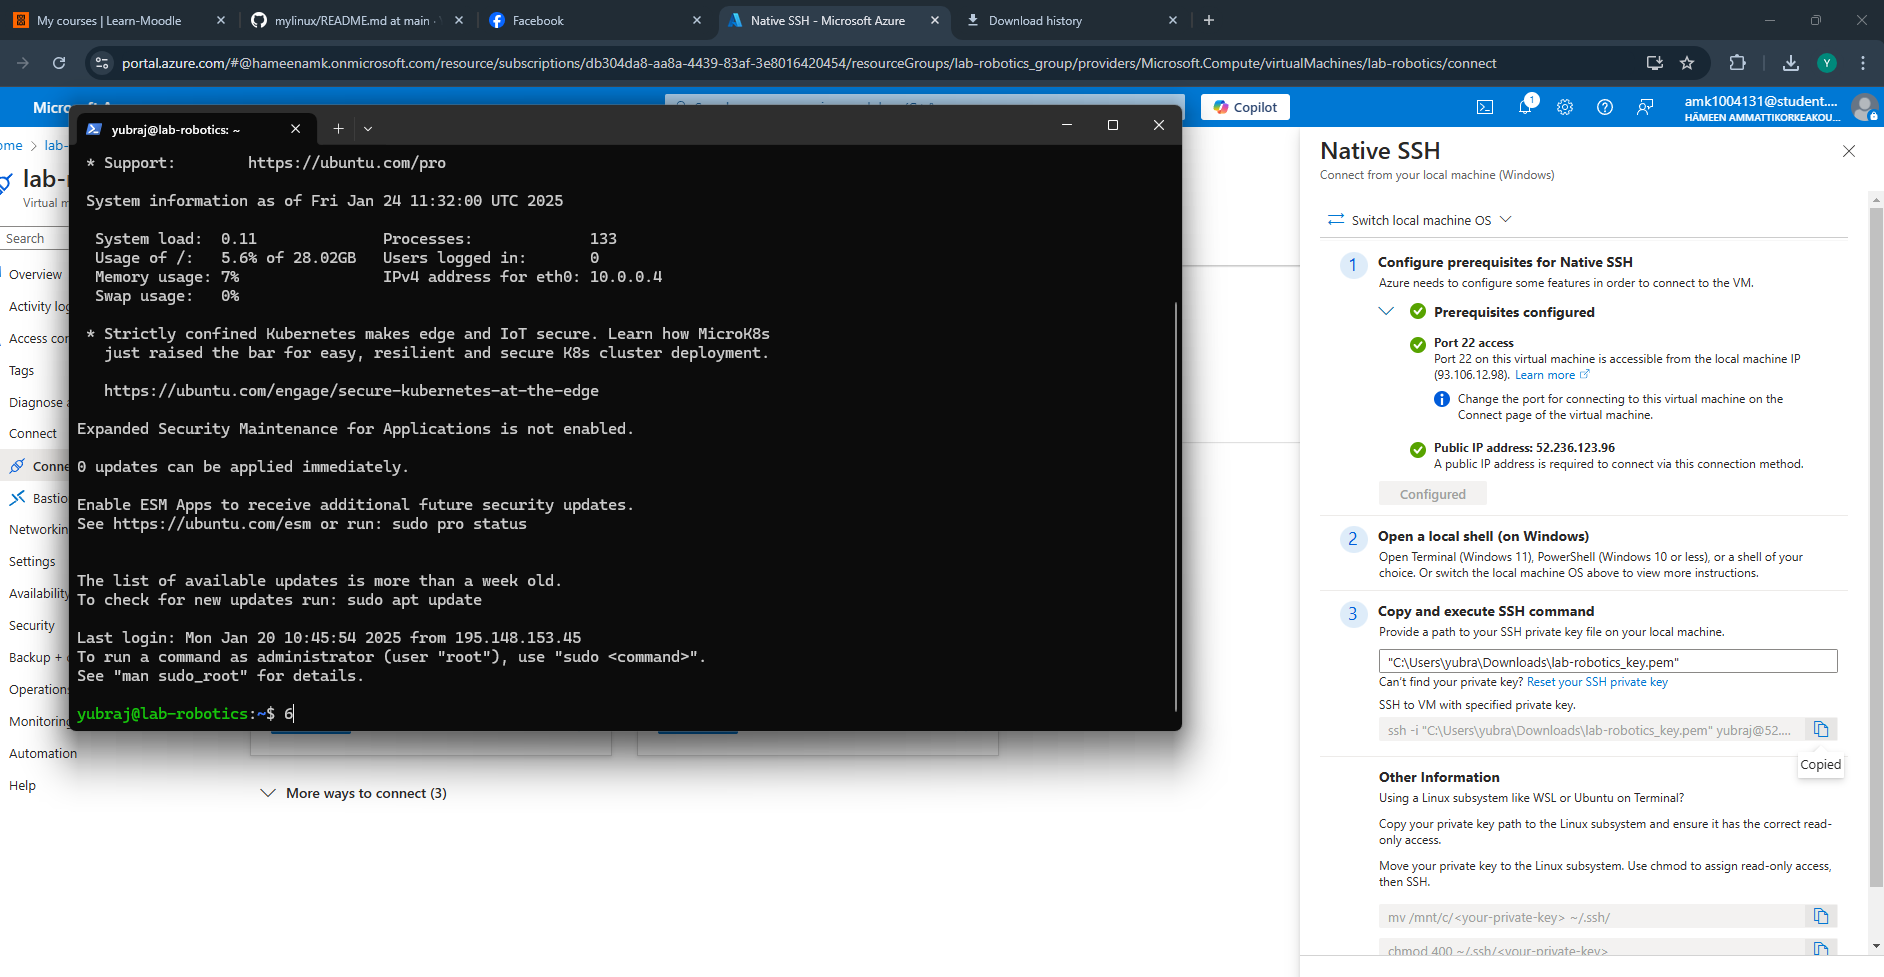 My courses | Learn-Moodle
mylinux/README.md at main ·
Facebook
Native SSH - Microsoft Azure
Download history
portal.azure.com/#@hameenamk.onmicrosoft.com/resource/subscriptions/db304da8-aa8a-4439-83af-3e8016420454/resourceGroups/lab-robotics_group/providers/Microsoft.Compute/virtualMachines/lab-robotics/connect
Y
Copilot
1
amk1004131@student....
HÄMEEN AMMATTIKORKEAKOU...
ome > lab-
lab-
Virtual m
Search
Overview
Activity log
Access con
Tags
Diagnose a
Connect
Conne
Bastio
Networkin
Settings
Availability
Security
Backup +
Operations
Monitoring
Automation
Help
yubraj@lab-robotics: ~
* Support: https://ubuntu.com/pro
System information as of Fri Jan 24 11:32:00 UTC 2025
System load: 0.11 Processes: 133
Usage of /: 5.6% of 28.02GB Users logged in: 0
Memory usage: 7% IPv4 address for eth0: 10.0.0.4
Swap usage: 0%
* Strictly confined Kubernetes makes edge and IoT secure. Learn how MicroK8s
just raised the bar for easy, resilient and secure K8s cluster deployment.
https://ubuntu.com/engage/secure-kubernetes-at-the-edge
Expanded Security Maintenance for Applications is not enabled.
0 updates can be applied immediately.
Enable ESM Apps to receive additional future security updates.
See https://ubuntu.com/esm or run: sudo pro status
The list of available updates is more than a week old.
To check for new updates run: sudo apt update
Last login: Mon Jan 20 10:45:54 2025 from 195.148.153.45
To run a command as administrator (user "root"), use "sudo <command>".
See "man sudo_root" for details.
yubraj@lab-robotics:~$ 6
More ways to connect (3)
Native SSH
Connect from your local machine (Windows)
Switch local machine OS
1
Configure prerequisites for Native SSH
Azure needs to configure some features in order to connect to the VM.
Prerequisites configured
Port 22 access
Port 22 on this virtual machine is accessible from the local machine IP
(93.106.12.98). Learn more
Change the port for connecting to this virtual machine on the
Connect page of the virtual machine.
Public IP address: 52.236.123.96
A public IP address is required to connect via this connection method.
Configured
2
Open a local shell (on Windows)
Open Terminal (Windows 11), PowerShell (Windows 10 or less), or a shell of your
choice. Or switch the local machine OS above to view more instructions.
3
Copy and execute SSH command
Provide a path to your SSH private key file on your local machine.
"C:\Users\yubra\Downloads\lab-robotics_key.pem"
Can't find your private key? Reset your SSH private key
SSH to VM with specified private key.
ssh -i "C:\Users\yubra\Downloads\lab-robotics_key.pem" yubraj@52....
Copied
Other Information
Using a Linux subsystem like WSL or Ubuntu on Terminal?
Copy your private key path to the Linux subsystem and ensure it has the correct read-
only access.
Move your private key to the Linux subsystem. Use chmod to assign read-only access,
then SSH.
mv /mnt/c/<your-private-key> ~/.ssh/
chmod 400 ~/.ssh/<your-private-key>